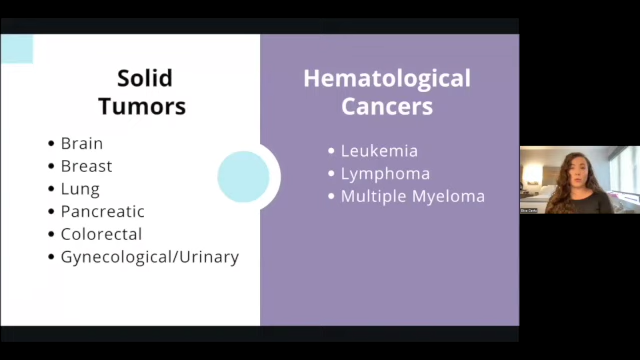 Solid
Tumors
• Brain
• Breast
• Lung
• Pancreatic
• Colorectal
• Gynecological/Urinary
Hematological
Cancers
• Leukemia
• Lymphoma
• Multiple Myeloma